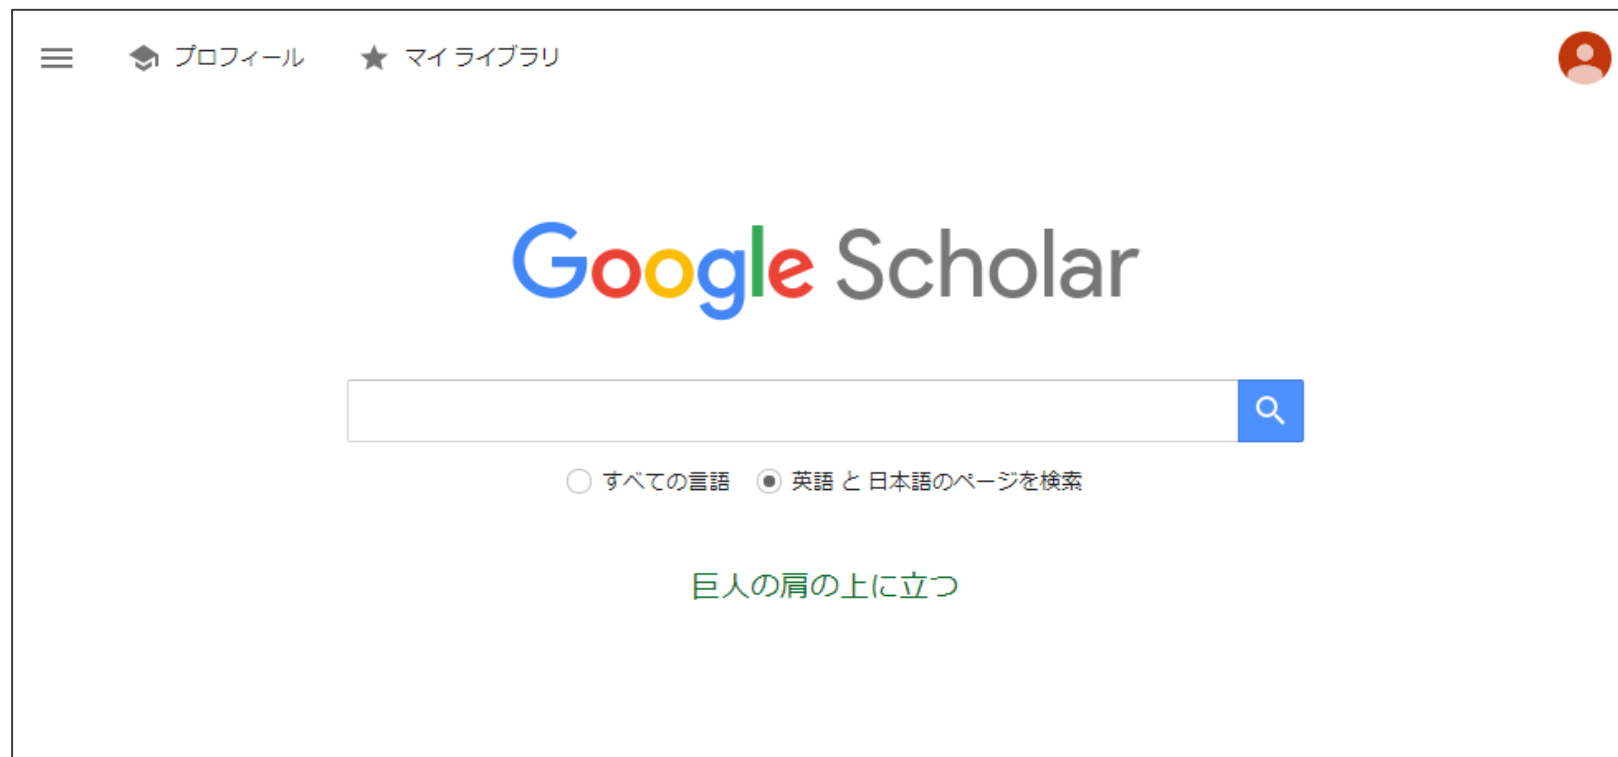 プロフィール マイ ライブラリ
Google Scholar
すべての言語 英語 と 日本語のページを検索
巨人の肩の上に立つ